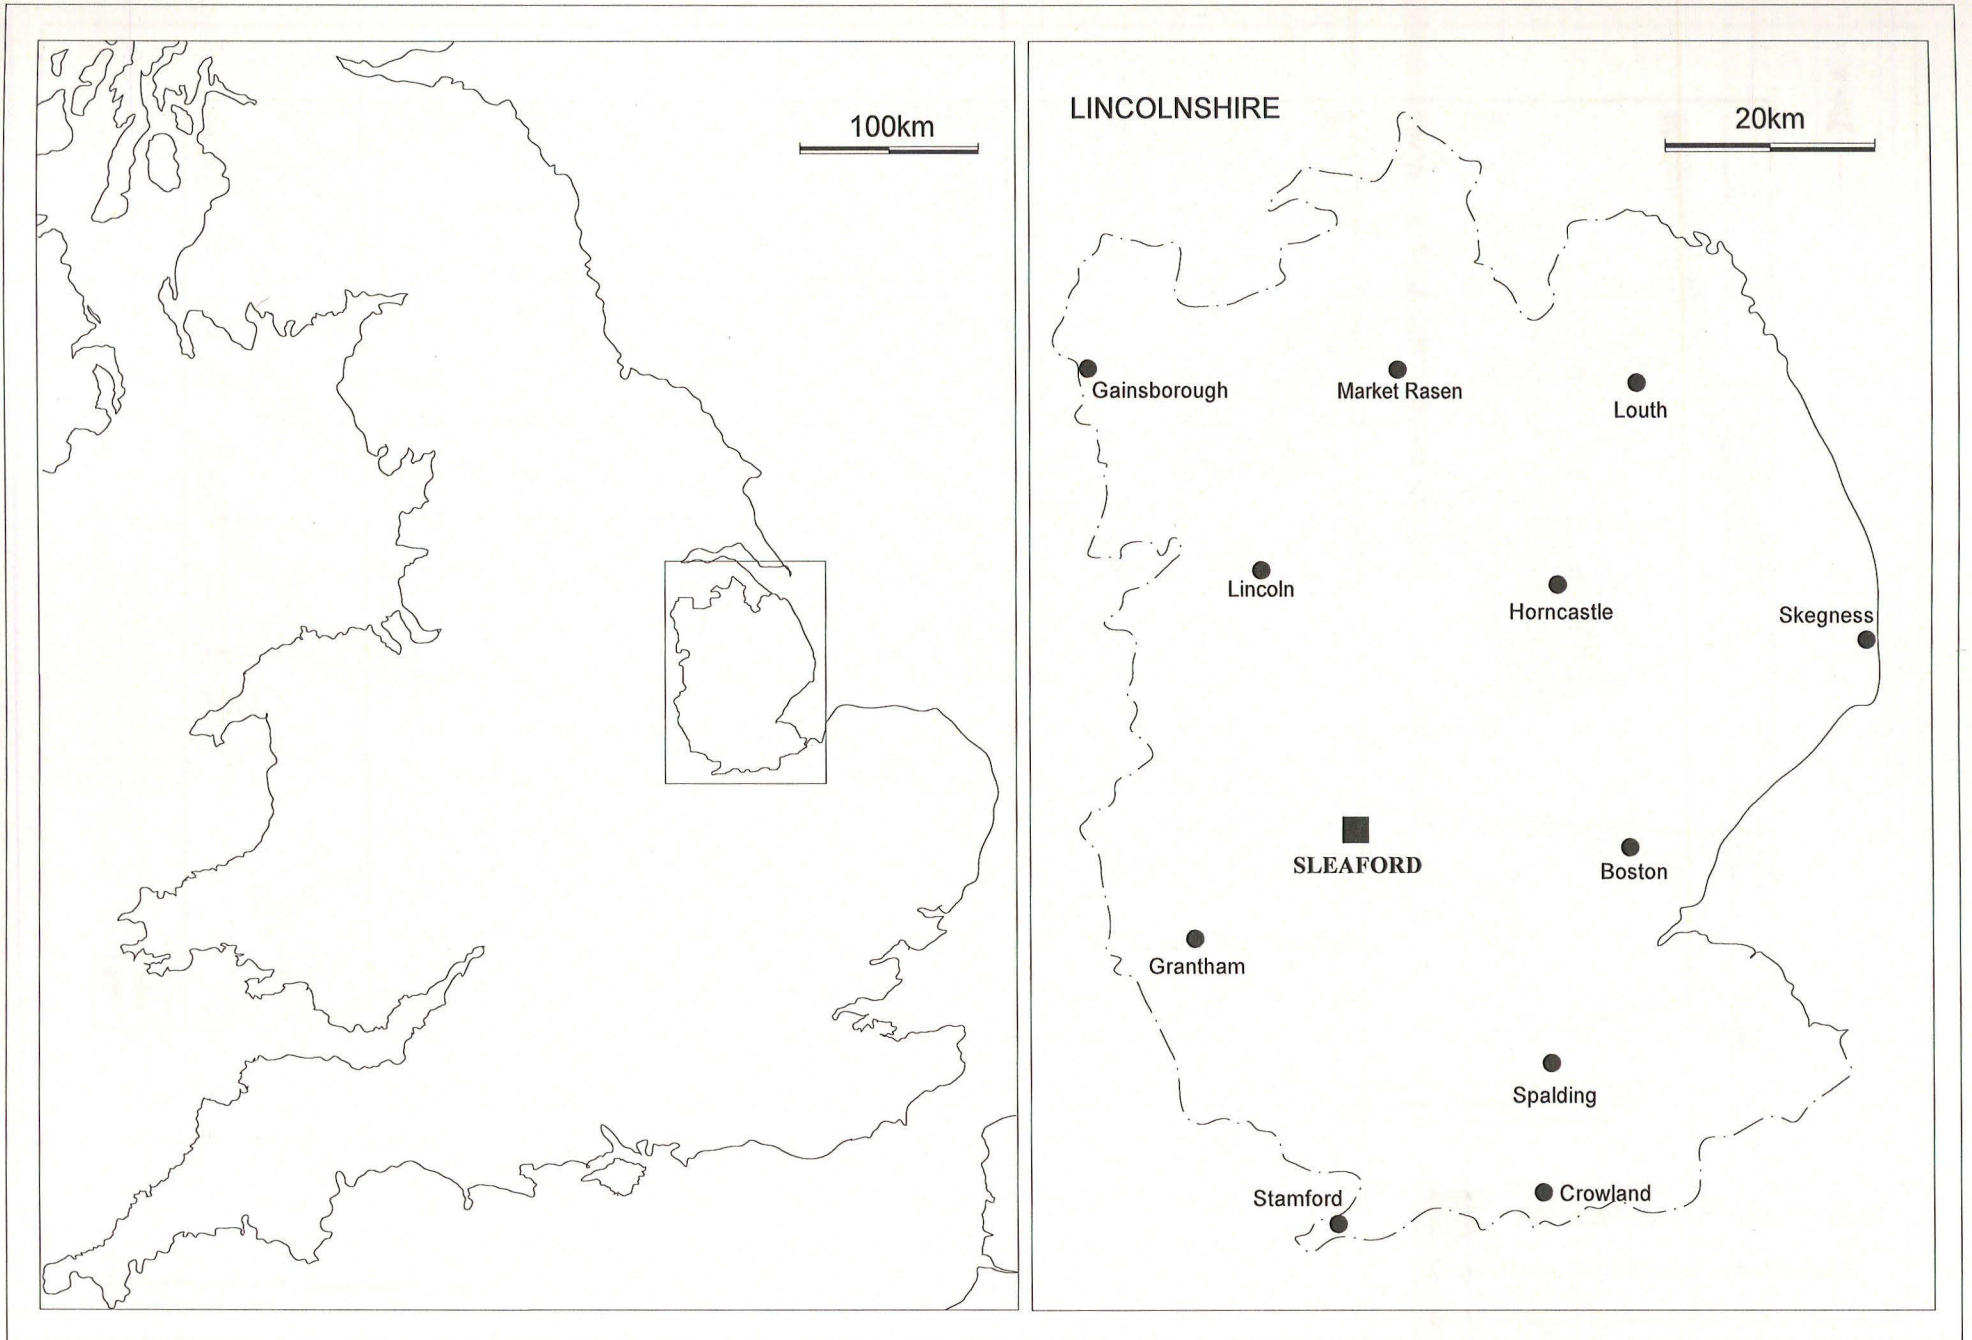 100km
LINCOLNSHIRE
20km
Gainsborough
Market Rasen
Louth
Lincoln
Horncastle
Skegness
SLEAFORD
Boston
Grantham
Spalding
Stamford
Crowland